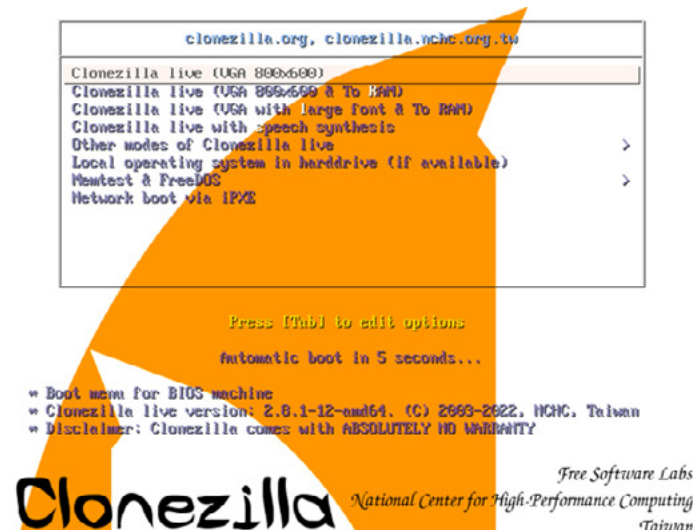 clonezilla.org, clonezilla.nchc.org.tw
Clonezilla live (VGA 800x600)
Clonezilla live (VGA 800x600 & To RAM)
Clonezilla live (VGA with large font & To RAM)
Clonezilla live with speech synthesis
Other modes of Clonezilla live >
Local operating system in harddrive (if available)
Memtest & FreeDOS >
Network boot via iPXE
Press [Tab] to edit options
Automatic boot in 5 seconds...
* Boot menu for BIOS machine
* Clonezilla live version: 2.8.1-12-amd64. (C) 2003-2022, NCHC, Taiwan
* Disclaimer: Clonezilla comes with ABSOLUTELY NO WARRANTY
Free Software Labs
Clonezilla National Center for High-Performance Computing
Taiwan